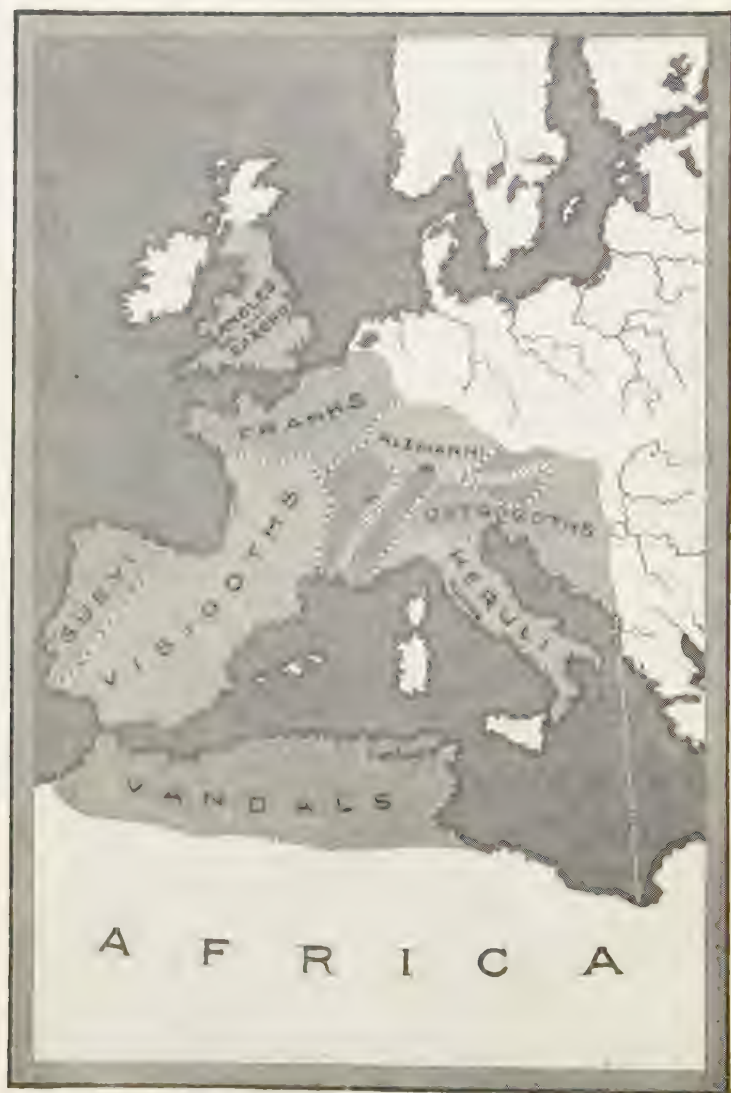 ANGLES
SAXONS
FRANKS
ALEMANNI
OSTROGOTHS
SUEVI
VISIGOTHS
HERULI
VANDALS
AFRICA